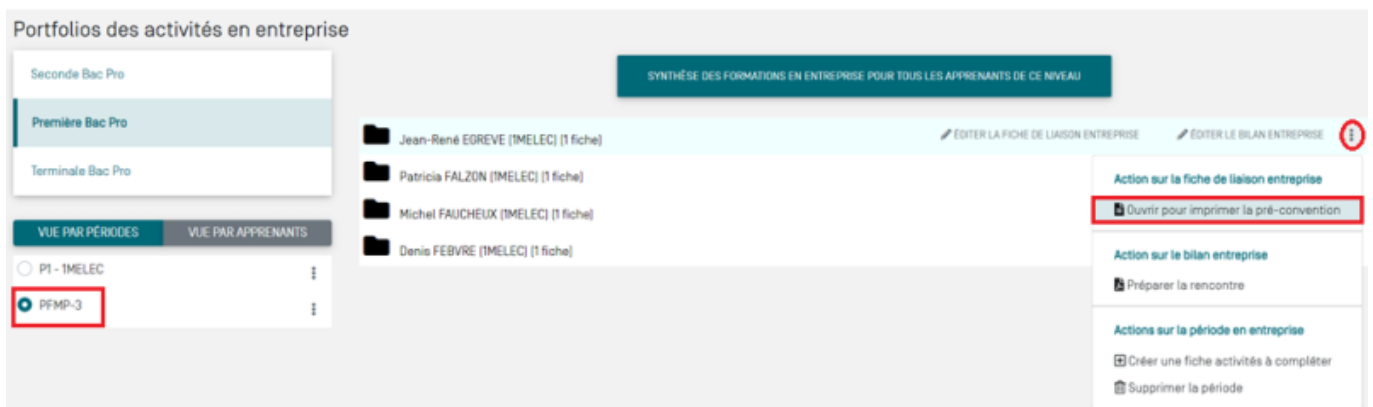 Portfolios des activités en entreprise
Seconde Bac Pro
Première Bac Pro
Terminale Bac Pro
VUE PAR PÉRIODES VUE PAR APPRENANTS
P1 - 1MELEC
PFMP-3
SYNTHÈSE DES FORMATIONS EN ENTREPRISE POUR TOUS LES APPRENANTS DE CE NIVEAU
Jean-René EGREVE (1MELEC) (1 fiche) ÉDITER LA FICHE DE LIAISON ENTREPRISE ÉDITER LE BILAN ENTREPRISE
Patricia FALZON (1MELEC) (1 fiche)
Michel FAUCHEUX (1MELEC) (1 fiche)
Denis FEBVRE (1MELEC) (1 fiche)
Action sur la fiche de liaison entreprise
Ouvrir pour imprimer la pré-convention
Action sur le bilan entreprise
Préparer la rencontre
Actions sur la période en entreprise
Créer une fiche activités à compléter
Supprimer la période